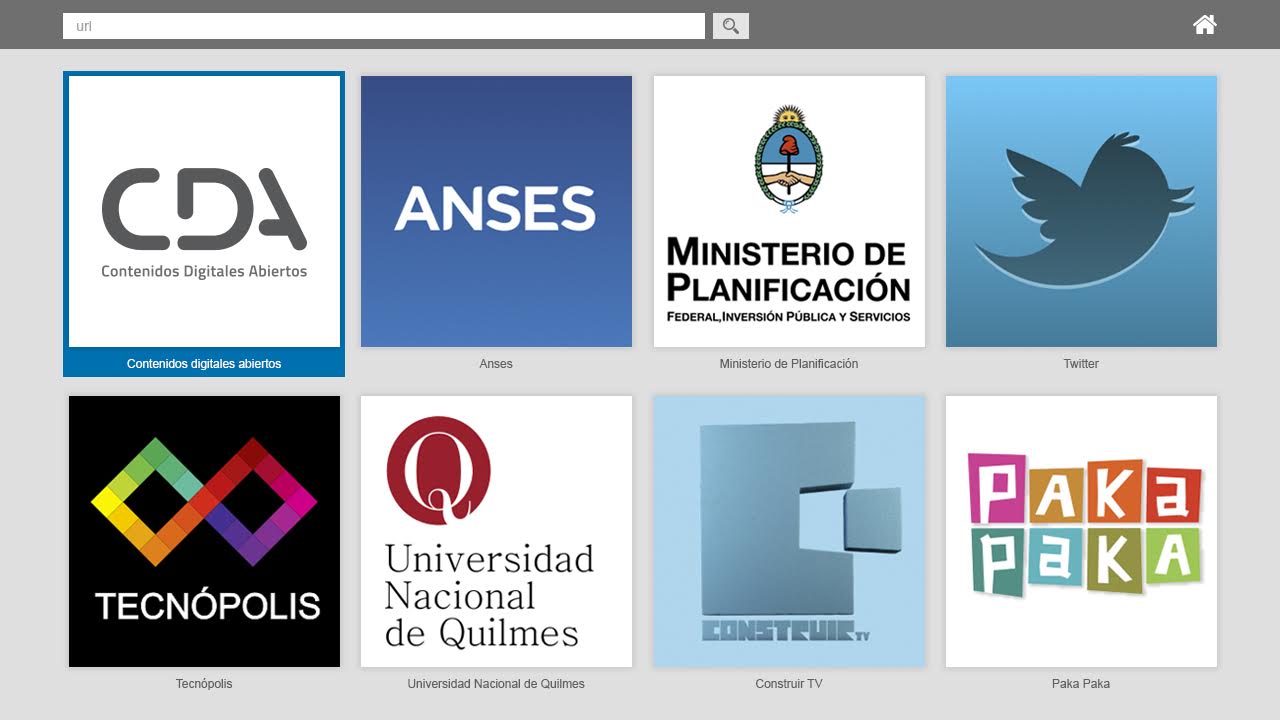 url
CDA
Contenidos Digitales Abiertos
Contenidos digitales abiertos
ANSES
Anses
MINISTERIO DE
PLANIFICACIÓN
FEDERAL,INVERSIÓN PÚBLICA Y SERVICIOS
Ministerio de Planificación
Twitter
TECNÓPOLIS
Tecnópolis
Q
Universidad
Nacional
de Quilmes
Universidad Nacional de Quilmes
CONSTRUIR TV
Construir TV
PAKa
PaKA
Paka Paka